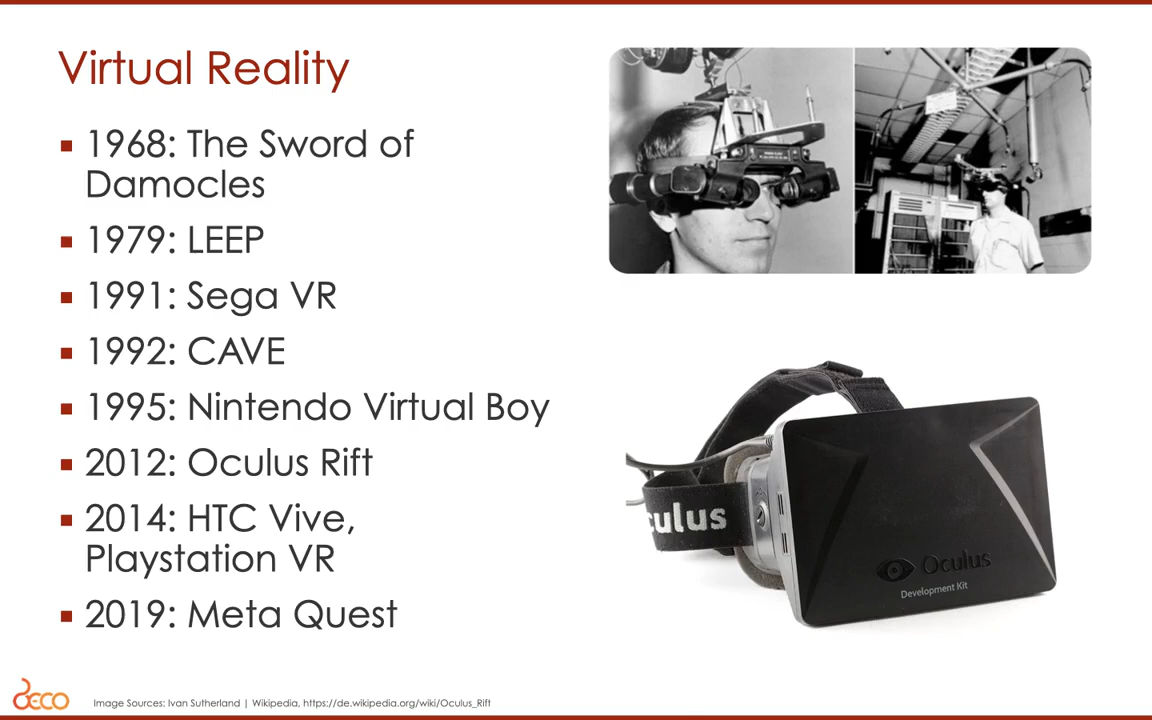 Virtual Reality
1968: The Sword of
Damocles
1979: LEEP
1991: Sega VR
1992: CAVE
1995: Nintendo Virtual Boy
2012: Oculus Rift
2014: HTC Vive,
Playstation VR
2019: Meta Quest
culus
Oculus
Development Kit
DECO
Image Sources: Ivan Sutherland | Wikipedia, https://de.wikipedia.org/wiki/Oculus_Rift